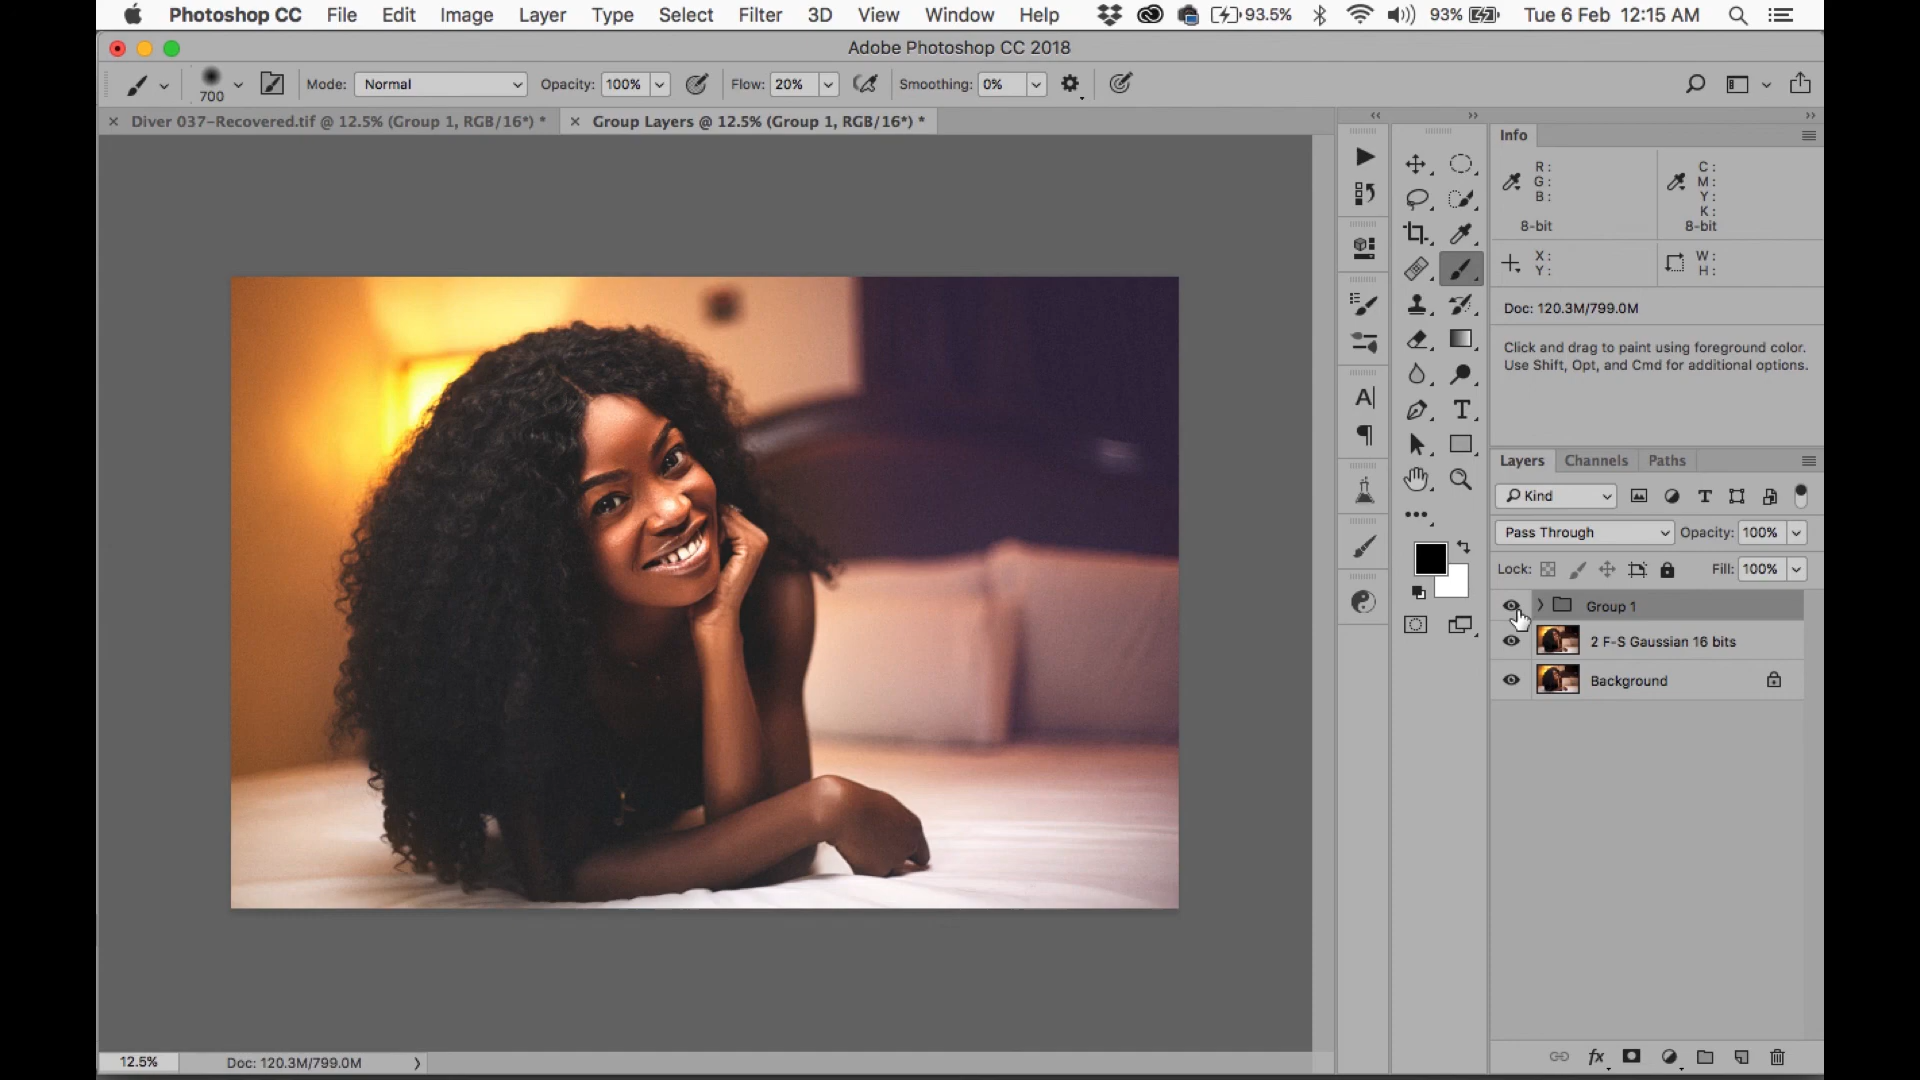 Photoshop CC File Edit Image Layer Type Select Filter 3D View Window Help 93.5% 93% Tue 6 Feb 12:15 AM
Adobe Photoshop CC 2018
700 Mode: Normal Opacity: 100% Flow: 20% Smoothing: 0%
Diver 037-Recovered.tif @ 12.5% (Group 1, RGB/16*) *
Group Layers @ 12.5% (Group 1, RGB/16*) *
Info
R :
G :
B :
8-bit
C :
M :
Y :
K :
8-bit
X :
Y :
W :
H :
Doc: 120.3M/799.0M
Click and drag to paint using foreground color.
Use Shift, Opt, and Cmd for additional options.
Layers Channels Paths
Kind
Pass Through Opacity: 100%
Lock: Fill: 100%
Group 1
2 F-S Gaussian 16 bits
Background
fx
12.5% Doc: 120.3M/799.0M